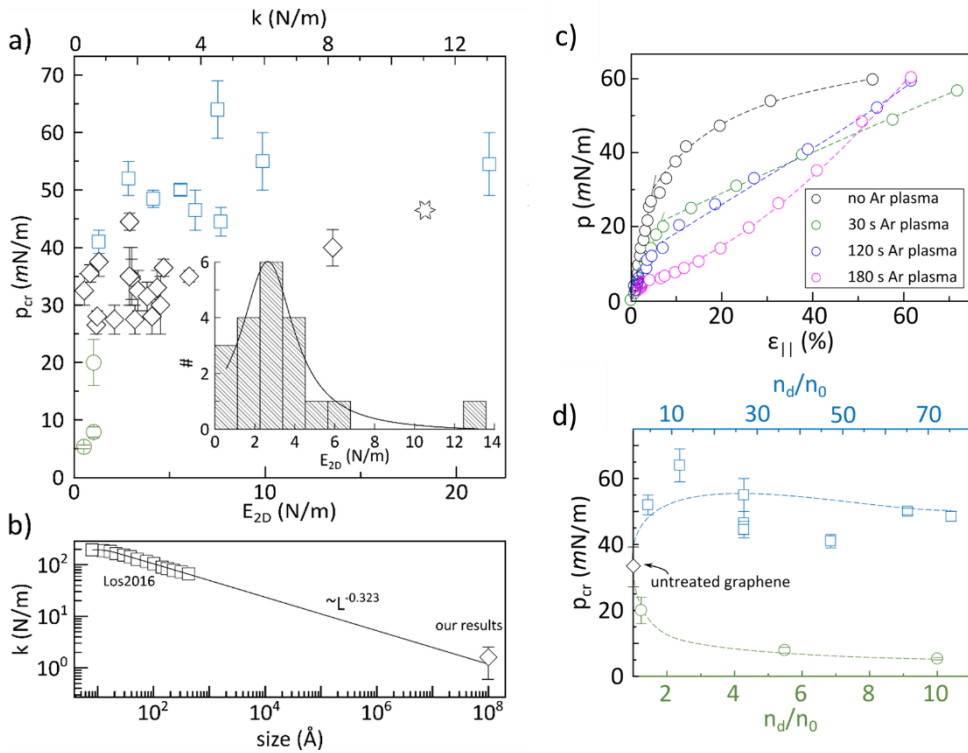 a)
k (N/m)
0 3 6 9 12
p_cr (mN/m)
70
60
50
40
30
20
10
0
0 10 20
E_2D (N/m)
#
6
4
2
0
0 2 4 6 8 10 12 14
E_2D (N/m)
b)
k (N/m)
10^2
10^1
10^0
Los2016
~L^-0.323
our results
10^2 10^4 10^6 10^8
size (Å)
c)
p (mN/m)
60
40
20
0
no Ar plasma
30 s Ar plasma
120 s Ar plasma
180 s Ar plasma
0 20 40 60
ε_|| (%)
d)
n_d/n_0
10 30 50 70
p_cr (mN/m)
80
60
40
20
0
untreated graphene
2 4 6 8 10
n_d/n_0